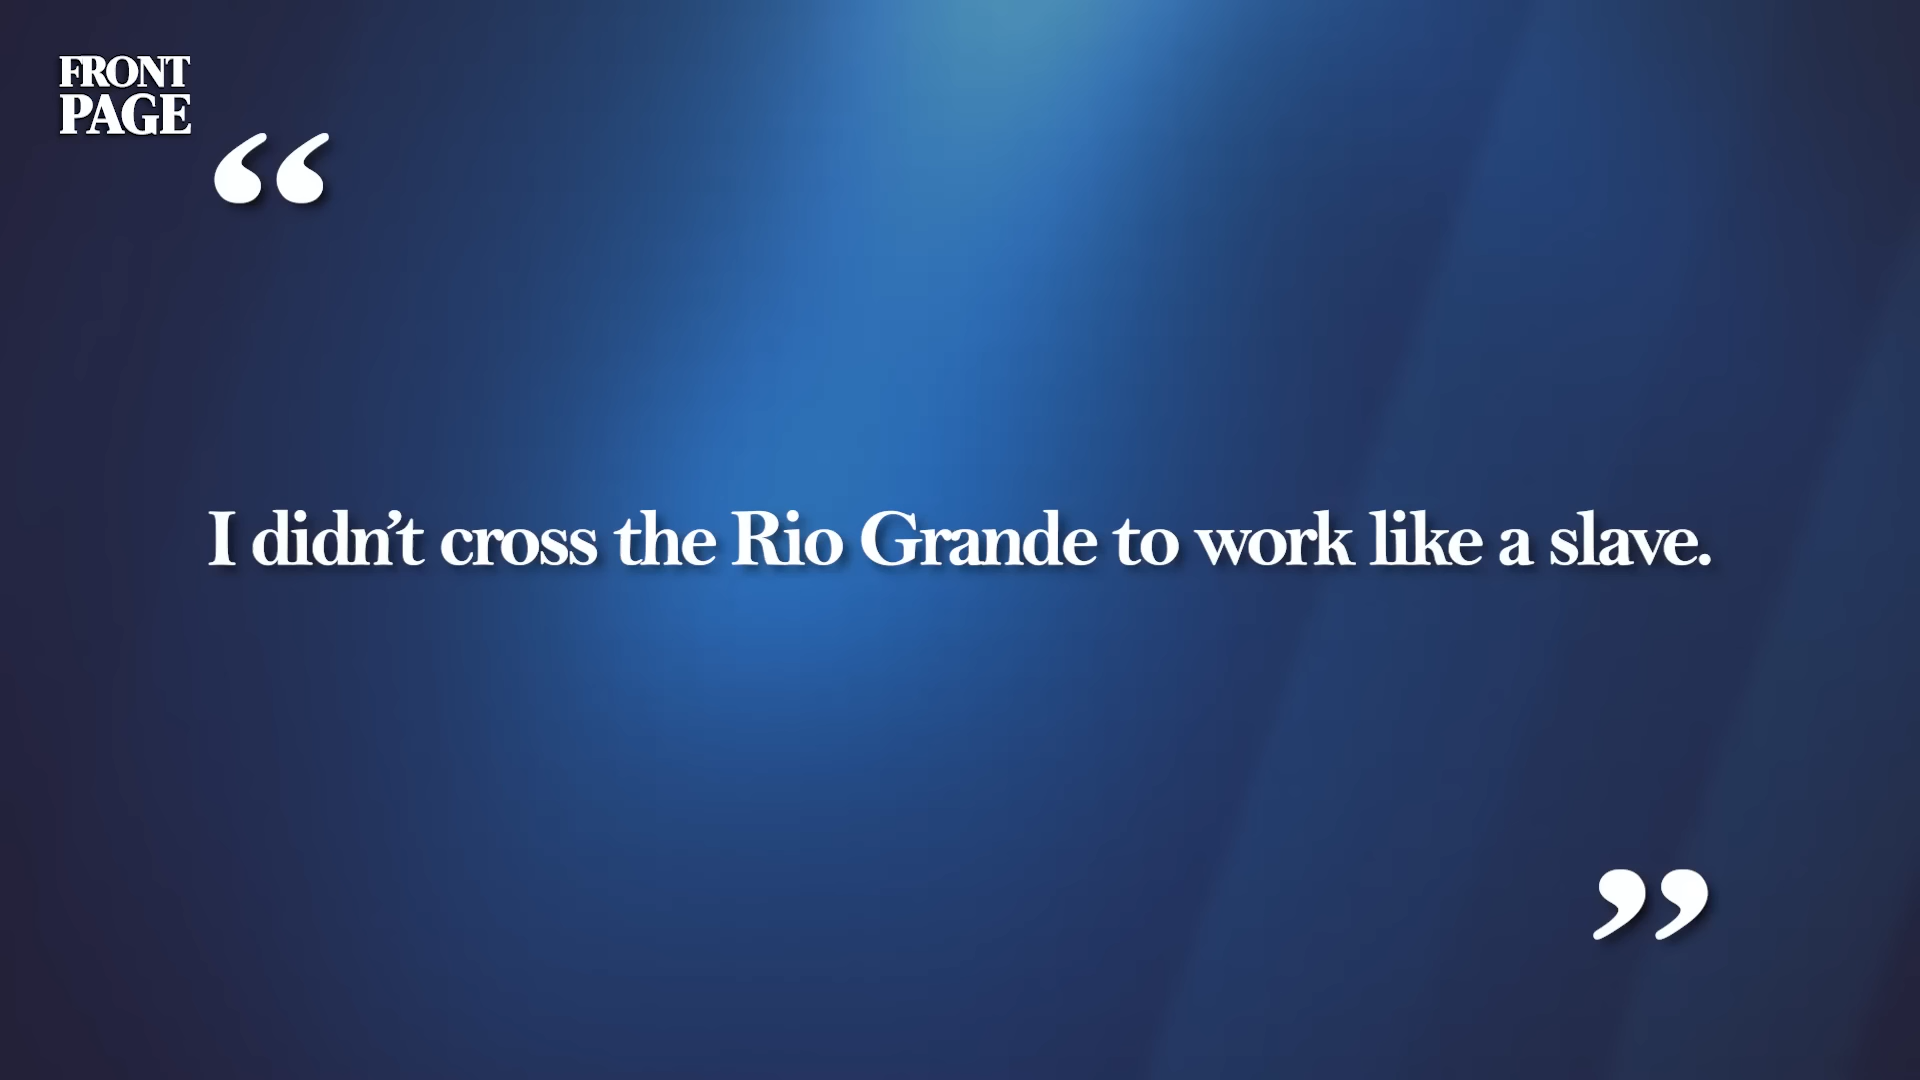 FRONT
PAGE
“
I didn’t cross the Rio Grande to work like a slave.
”